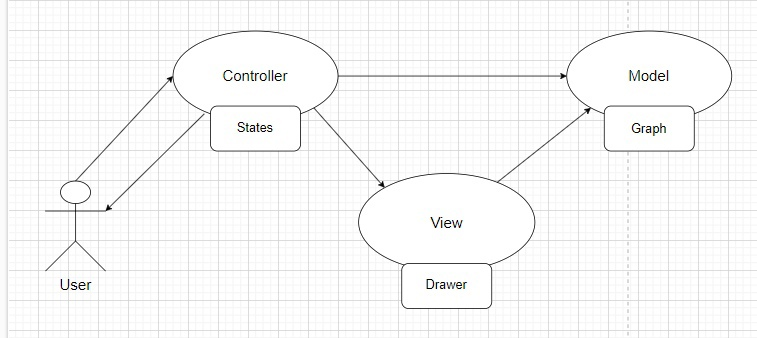 Controller
Model
States
Graph
View
User
Drawer